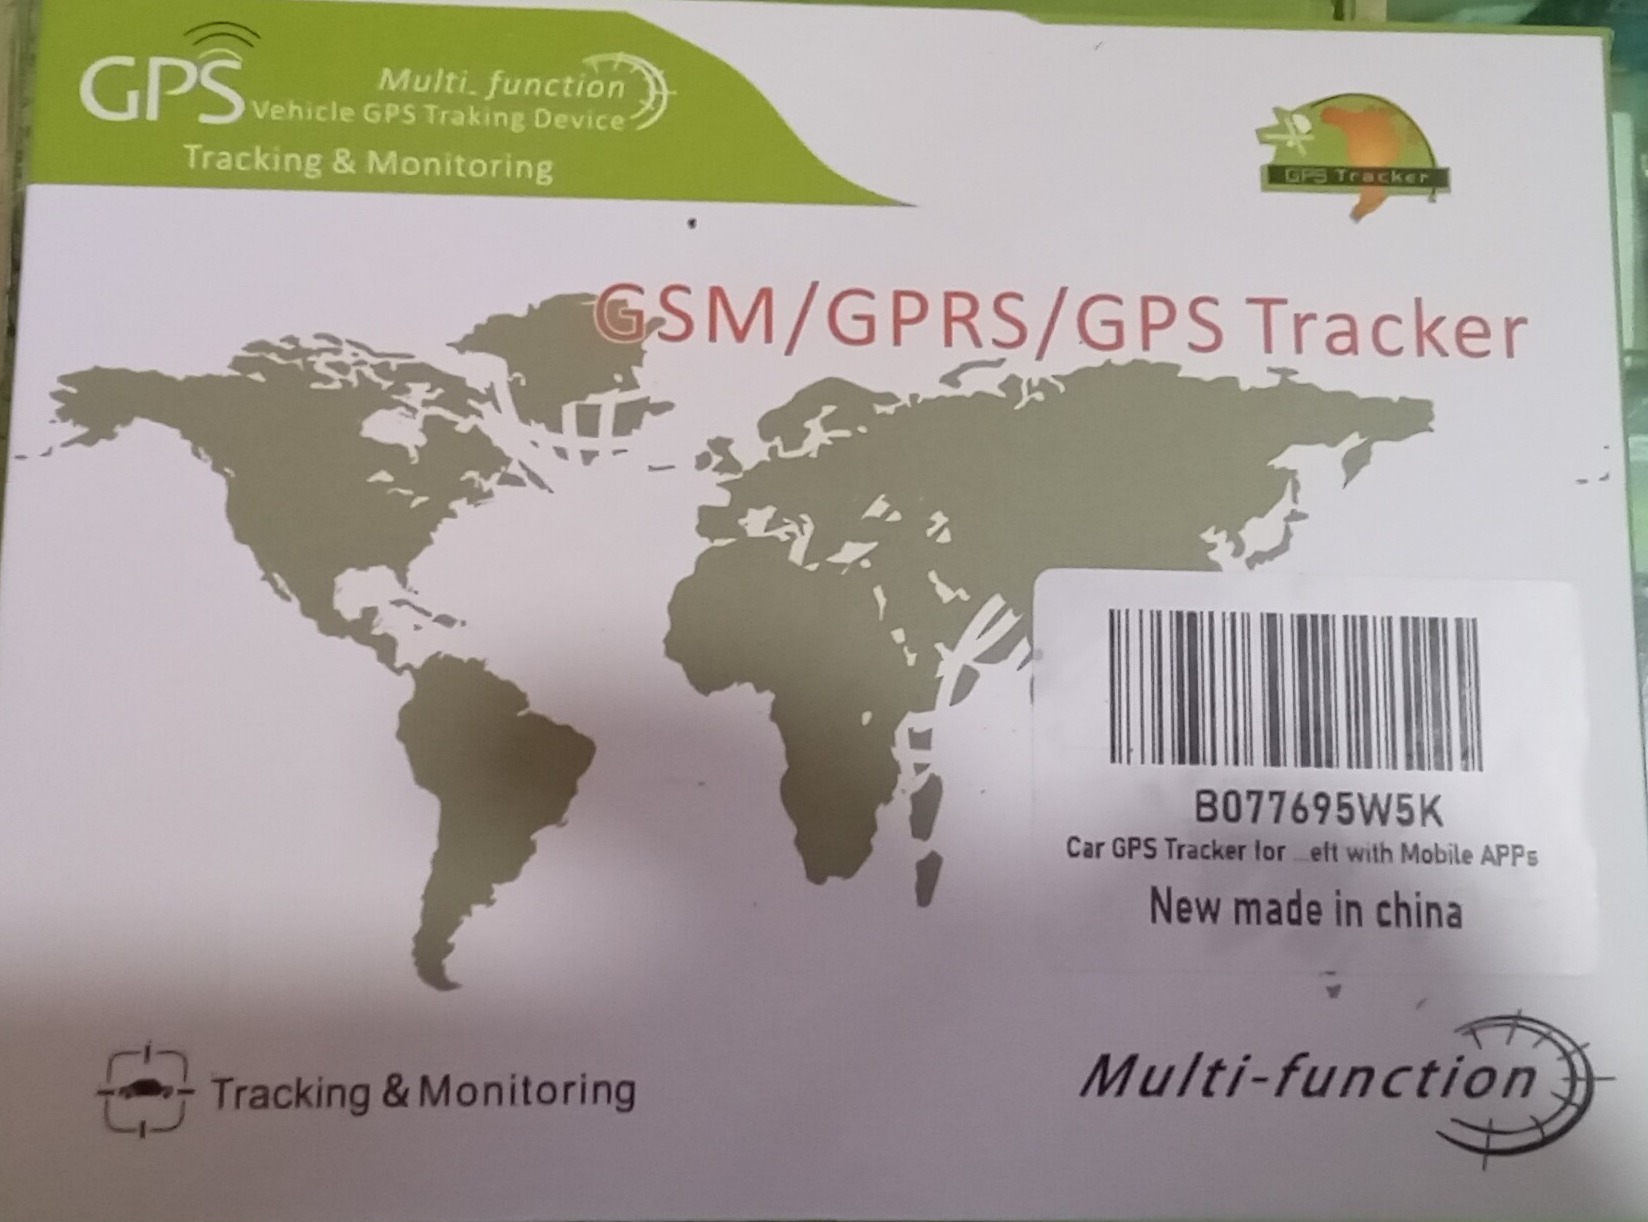 GPS
Multi_function
Vehicle GPS Traking Device
Tracking & Monitoring
GPS Tracker
GSM/GPRS/GPS Tracker
B077695W5K
Car GPS Tracker for ...eft with Mobile APPs
New made in china
Tracking & Monitoring
Multi-function